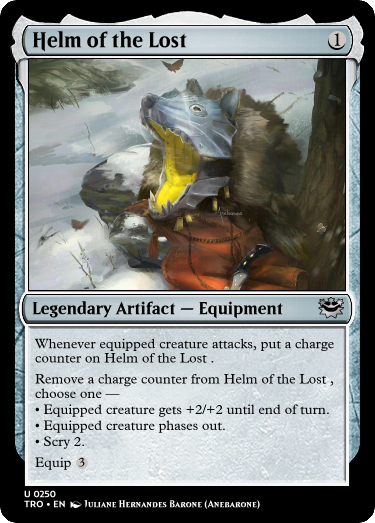 Helm of the Lost
1
Legendary Artifact — Equipment
Whenever equipped creature attacks, put a charge
counter on Helm of the Lost .
Remove a charge counter from Helm of the Lost ,
choose one —
• Equipped creature gets +2/+2 until end of turn.
• Equipped creature phases out.
• Scry 2.
Equip 3
U 0250
TRO • EN Juliane Hernandes Barone (Anebarone)